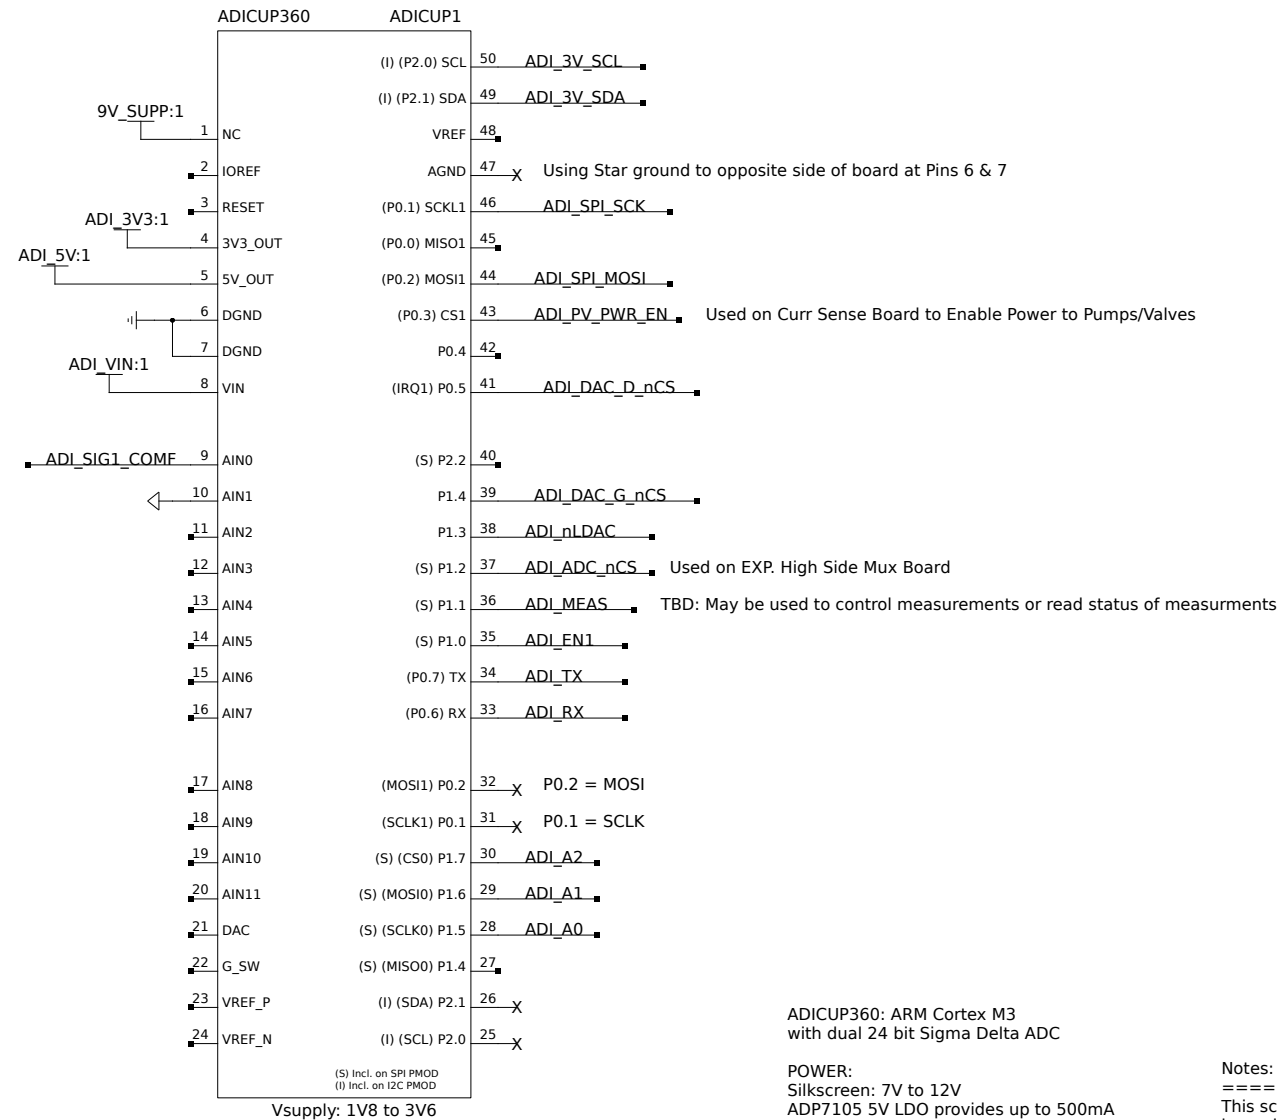 ADICUP360 ADICUP1
(I) (P2.0) SCL 50 ADI_3V_SCL
(I) (P2.1) SDA 49 ADI_3V_SDA
9V_SUPP:1
1 NC VREF 48
2 IOREF AGND 47 X Using Star ground to opposite side of board at Pins 6 & 7
3 RESET (P0.1) SCKL1 46 ADI_SPI_SCK
ADI_3V3:1
4 3V3_OUT (P0.0) MISO1 45
ADI_5V:1
5 5V_OUT (P0.2) MOSI1 44 ADI_SPI_MOSI
6 DGND (P0.3) CS1 43 ADI_PV_PWR_EN Used on Curr Sense Board to Enable Power to Pumps/Valves
7 DGND P0.4 42
ADI_VIN:1
8 VIN (IRQ1) P0.5 41 ADI_DAC_D_nCS
ADI_SIG1_COMF 9 AIN0 (S) P2.2 40
10 AIN1 P1.4 39 ADI_DAC_G_nCS
11 AIN2 P1.3 38 ADI_nLDAC
12 AIN3 (S) P1.2 37 ADI_ADC_nCS Used on EXP. High Side Mux Board
13 AIN4 (S) P1.1 36 ADI_MEAS TBD: May be used to control measurements or read status of measurments
14 AIN5 (S) P1.0 35 ADI_EN1
15 AIN6 (P0.7) TX 34 ADI_TX
16 AIN7 (P0.6) RX 33 ADI_RX
17 AIN8 (MOSI1) P0.2 32 X P0.2 = MOSI
18 AIN9 (SCLK1) P0.1 31 X P0.1 = SCLK
19 AIN10 (S) (CS0) P1.7 30 ADI_A2
20 AIN11 (S) (MOSI0) P1.6 29 ADI_A1
21 DAC (S) (SCLK0) P1.5 28 ADI_A0
22 G_SW (S) (MISO0) P1.4 27
23 VREF_P (I) (SDA) P2.1 26 X
24 VREF_N (I) (SCL) P2.0 25 X
(S) Incl. on SPI PMOD
(I) Incl. on I2C PMOD
Vsupply: 1V8 to 3V6
ADICUP360: ARM Cortex M3
with dual 24 bit Sigma Delta ADC
POWER:
Silkscreen: 7V to 12V
ADP7105 5V LDO provides up to 500mA
Notes:
====
This sc